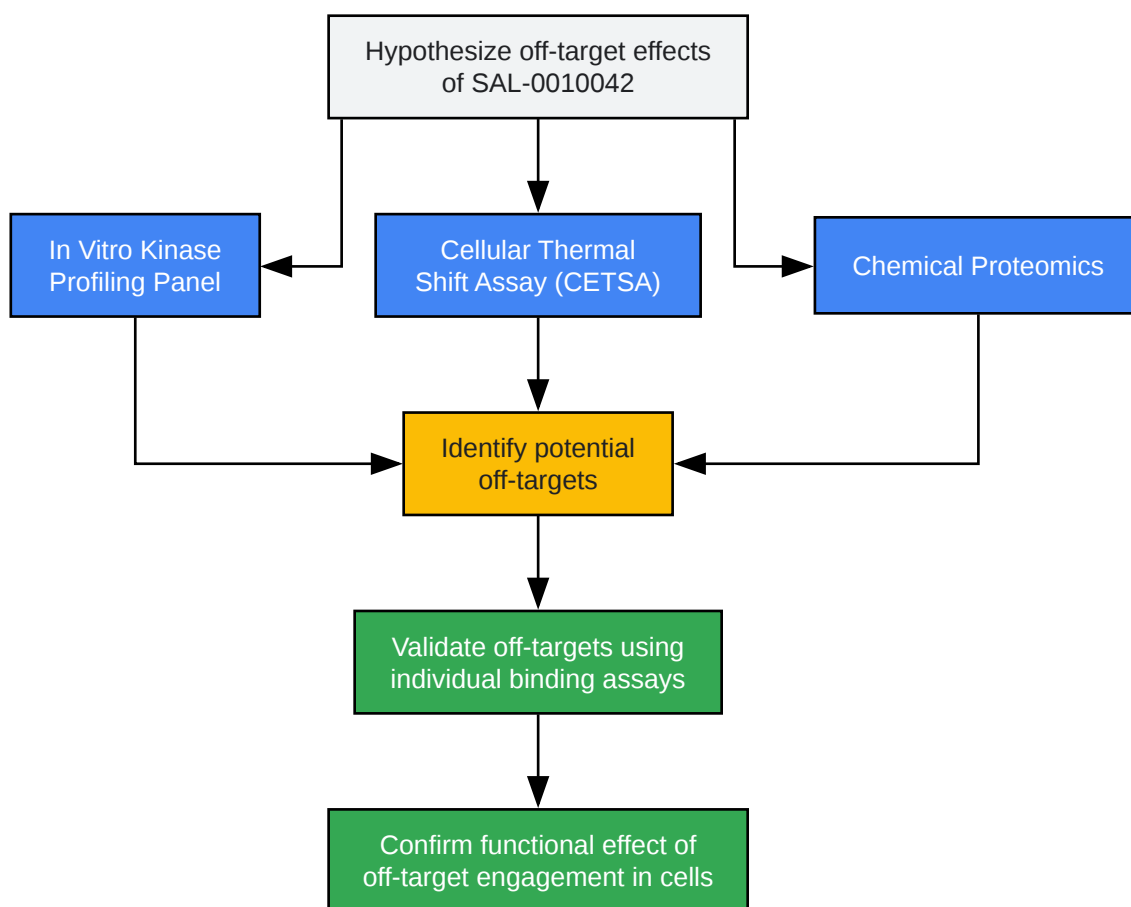 Hypothesize off-target effects
of SAL-0010042
In Vitro Kinase
Profiling Panel
Cellular Thermal
Shift Assay (CETSA)
Chemical Proteomics
Identify potential
off-targets
Validate off-targets using
individual binding assays
Confirm functional effect of
off-target engagement in cells